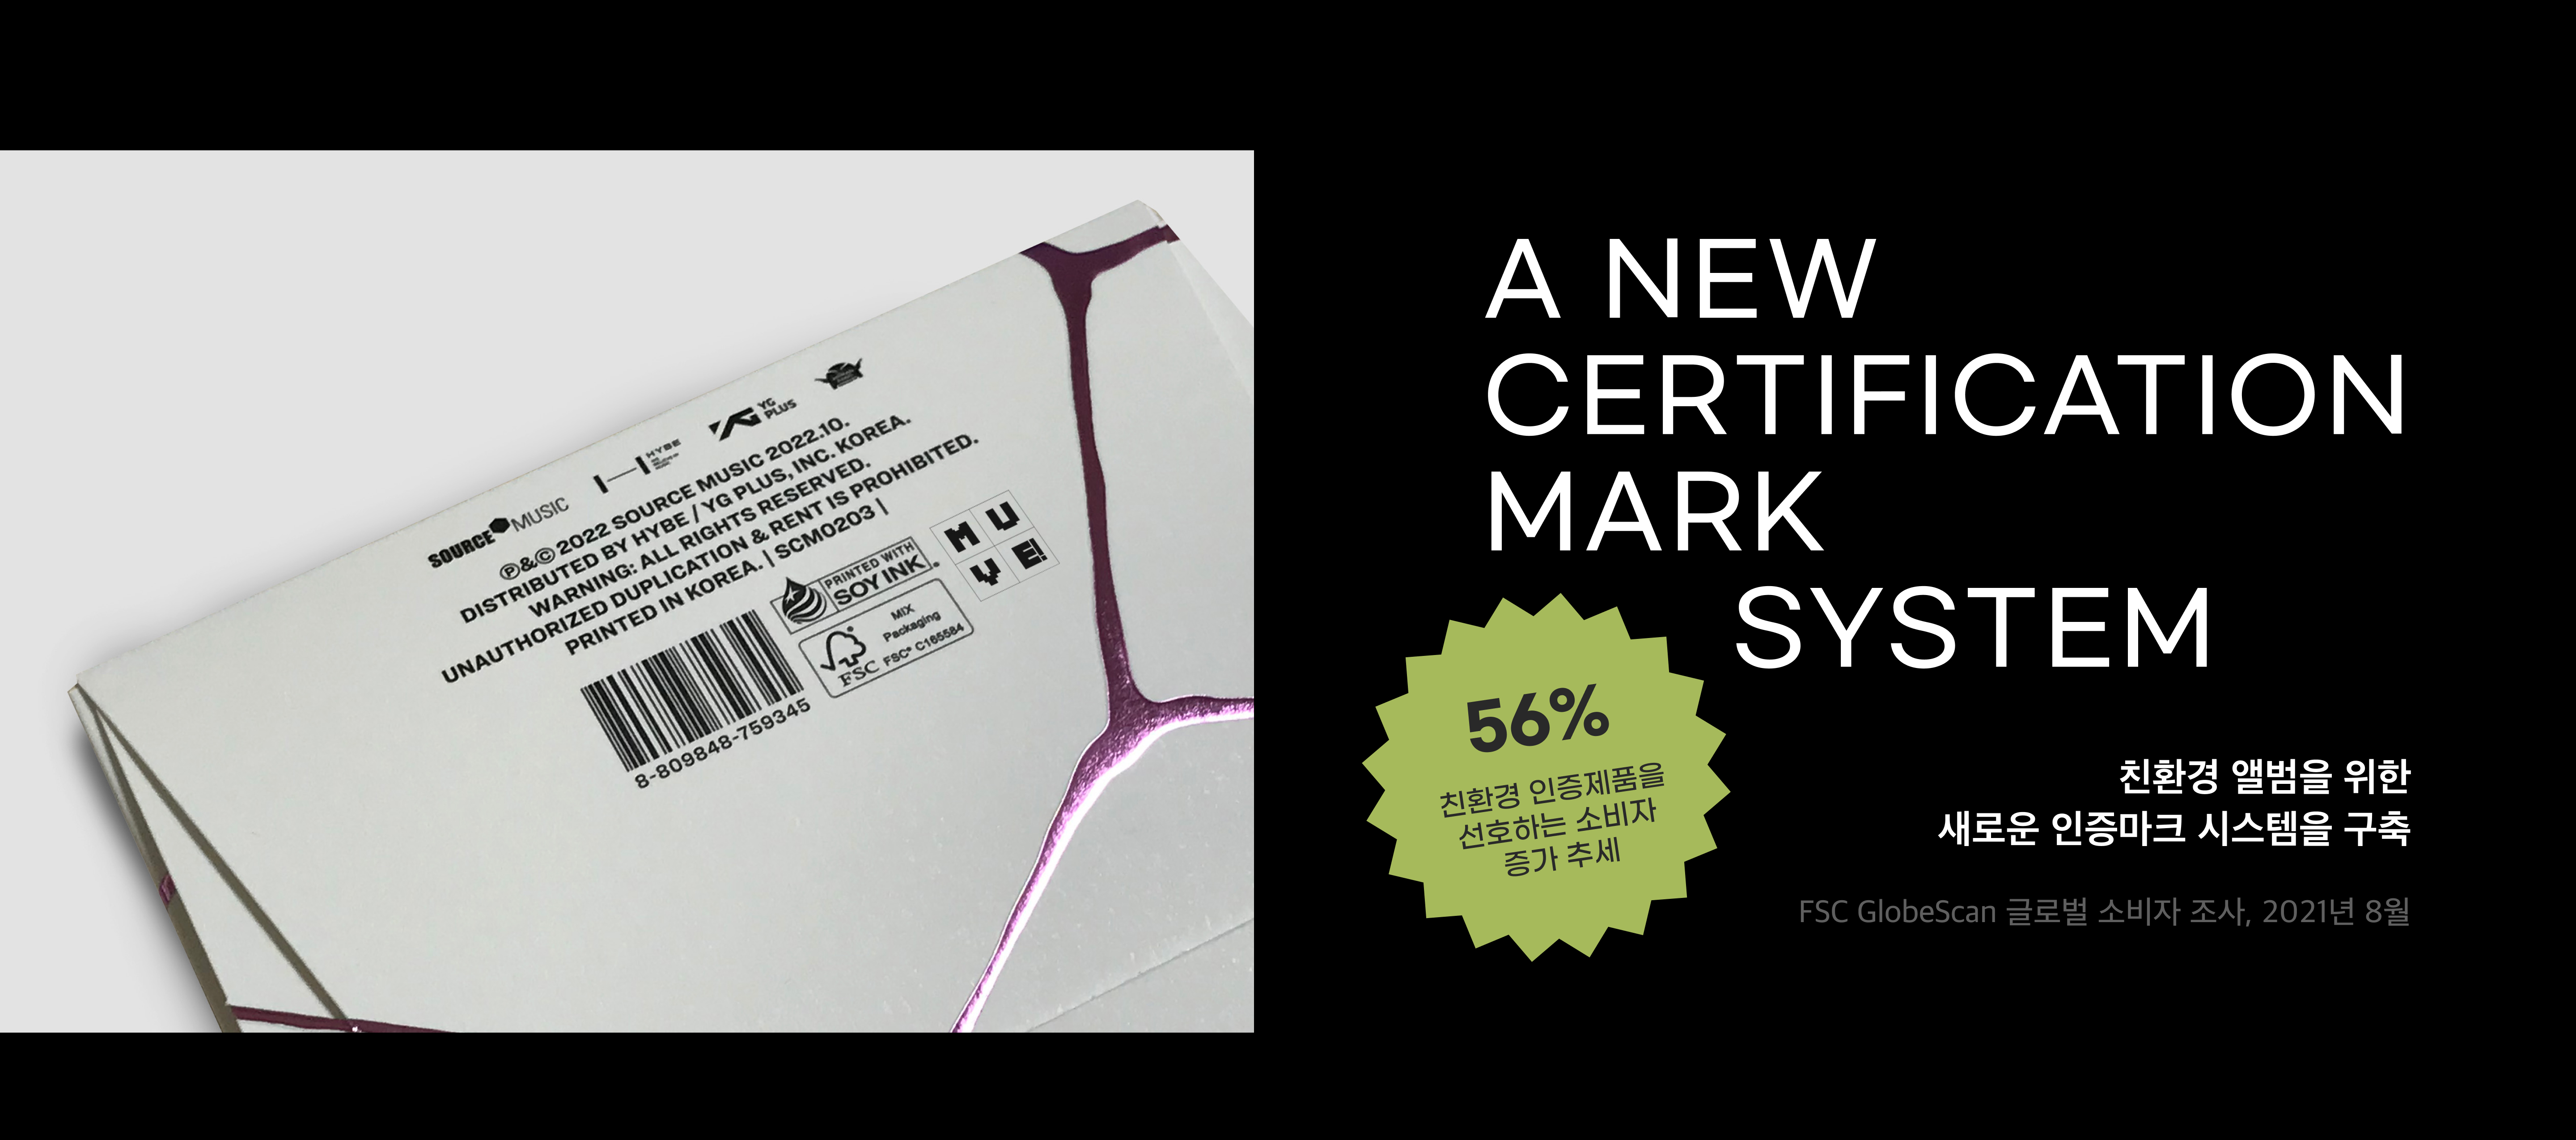 SOURCE MUSIC
HYBE
YG PLUS
Ⓟ&© 2022 SOURCE MUSIC 2022.10.
DISTRIBUTED BY HYBE / YG PLUS, INC. KOREA.
WARNING: ALL RIGHTS RESERVED.
UNAUTHORIZED DUPLICATION & RENT IS PROHIBITED.
PRINTED IN KOREA. | SCM0203 |
PRINTED WITH
SOY INK
MU
VE!
MIX
Packaging
FSC FSC® C165584
8-809848-759345
A NEW
CERTIFICATION
MARK
SYSTEM
56%
친환경 인증제품을
선호하는 소비자
증가 추세
친환경 앨범을 위한
새로운 인증마크 시스템을 구축
FSC GlobeScan 글로벌 소비자 조사, 2021년 8월